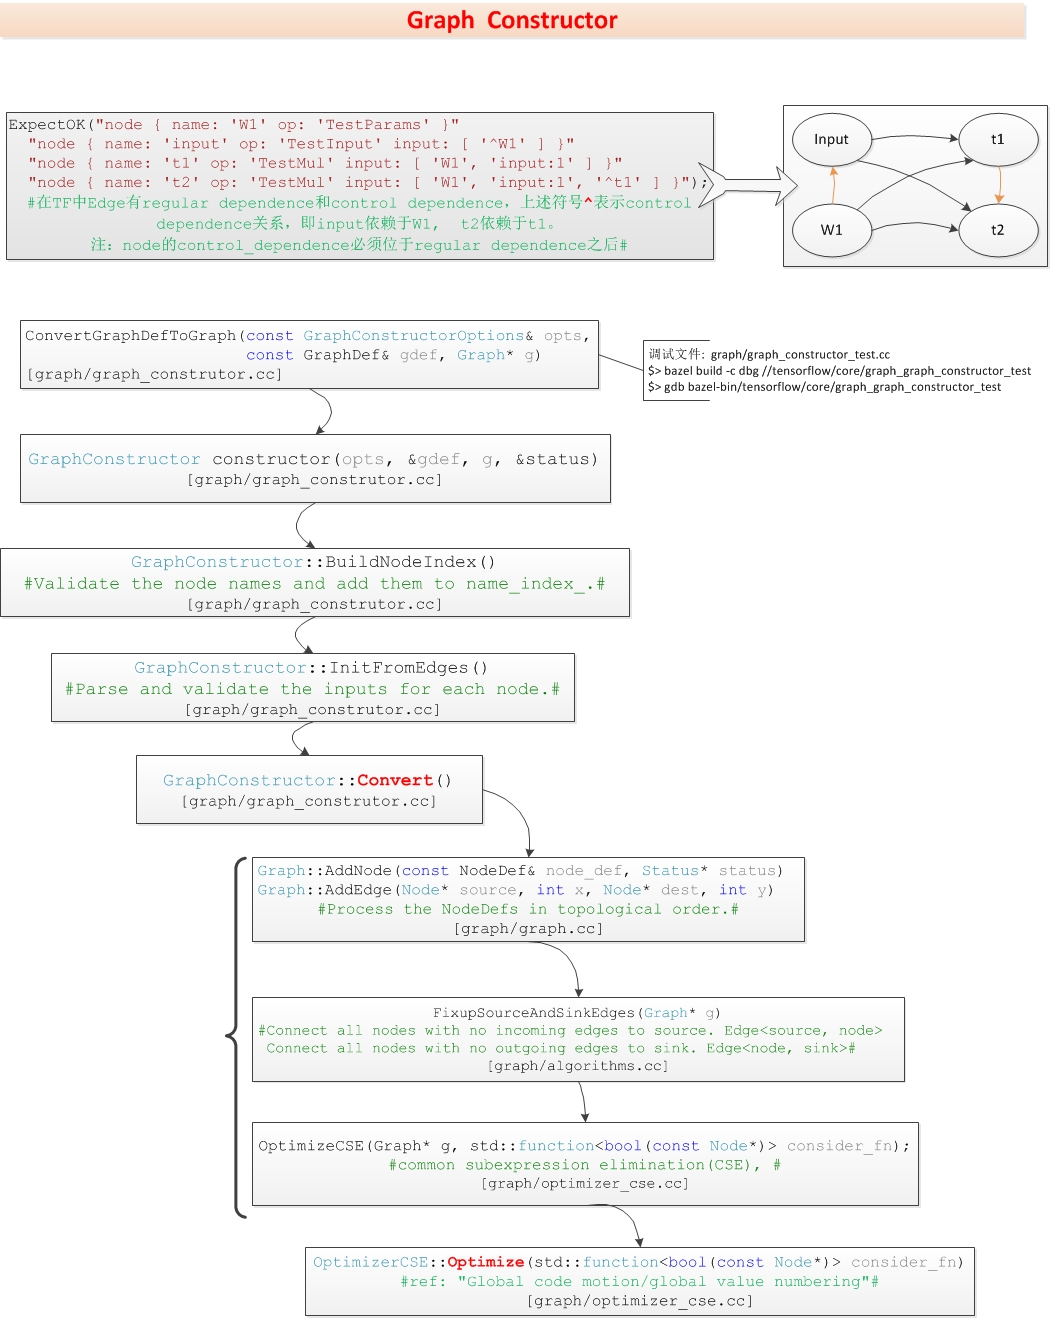 Graph Constructor
ExpectOK("node { name: 'W1' op: 'TestParams' }"
"node { name: 'input' op: 'TestInput' input: [ '^W1' ] }"
"node { name: 't1' op: 'TestMul' input: [ 'W1', 'input:1' ] }"
"node { name: 't2' op: 'TestMul' input: [ 'W1', 'input:1', '^t1' ] }");
#在TF中Edge有regular dependence和control dependence，上述符号^表示control
dependence关系，即input依赖于W1， t2依赖于t1。
注：node的control_dependence必须位于regular dependence之后#
Input
t1
W1
t2
ConvertGraphDefToGraph(const GraphConstructorOptions& opts,
const GraphDef& gdef, Graph* g)
[graph/graph_construtor.cc]
调试文件：graph/graph_constructor_test.cc
$> bazel build -c dbg //tensorflow/core/graph_graph_constructor_test
$> gdb bazel-bin/tensorflow/core/graph_graph_constructor_test
GraphConstructor constructor(opts, &gdef, g, &status)
[graph/graph_construtor.cc]
GraphConstructor::BuildNodeIndex()
#Validate the node names and add them to name_index_.#
[graph/graph_construtor.cc]
GraphConstructor::InitFromEdges()
#Parse and validate the inputs for each node.#
[graph/graph_construtor.cc]
GraphConstructor::Convert()
[graph/graph_construtor.cc]
Graph::AddNode(const NodeDef& node_def, Status* status)
Graph::AddEdge(Node* source, int x, Node* dest, int y)
#Process the NodeDefs in topological order.#
[graph/graph.cc]
FixupSourceAndSinkEdges(Graph* g)
#Connect all nodes with no incoming edges to source. Edge<source, node>
Connect all nodes with no outgoing edges to sink. Edge<node, sink>#
[graph/algorithms.cc]
OptimizeCSE(Graph* g, std::function<bool(const Node*)> consider_fn);
#common subexpression elimination(CSE), #
[graph/optimizer_cse.cc]
OptimizerCSE::Optimize(std::function<bool(const Node*)> consider_fn)
#ref: "Global code motion/global value numbering"#
[graph/optimizer_cse.cc]